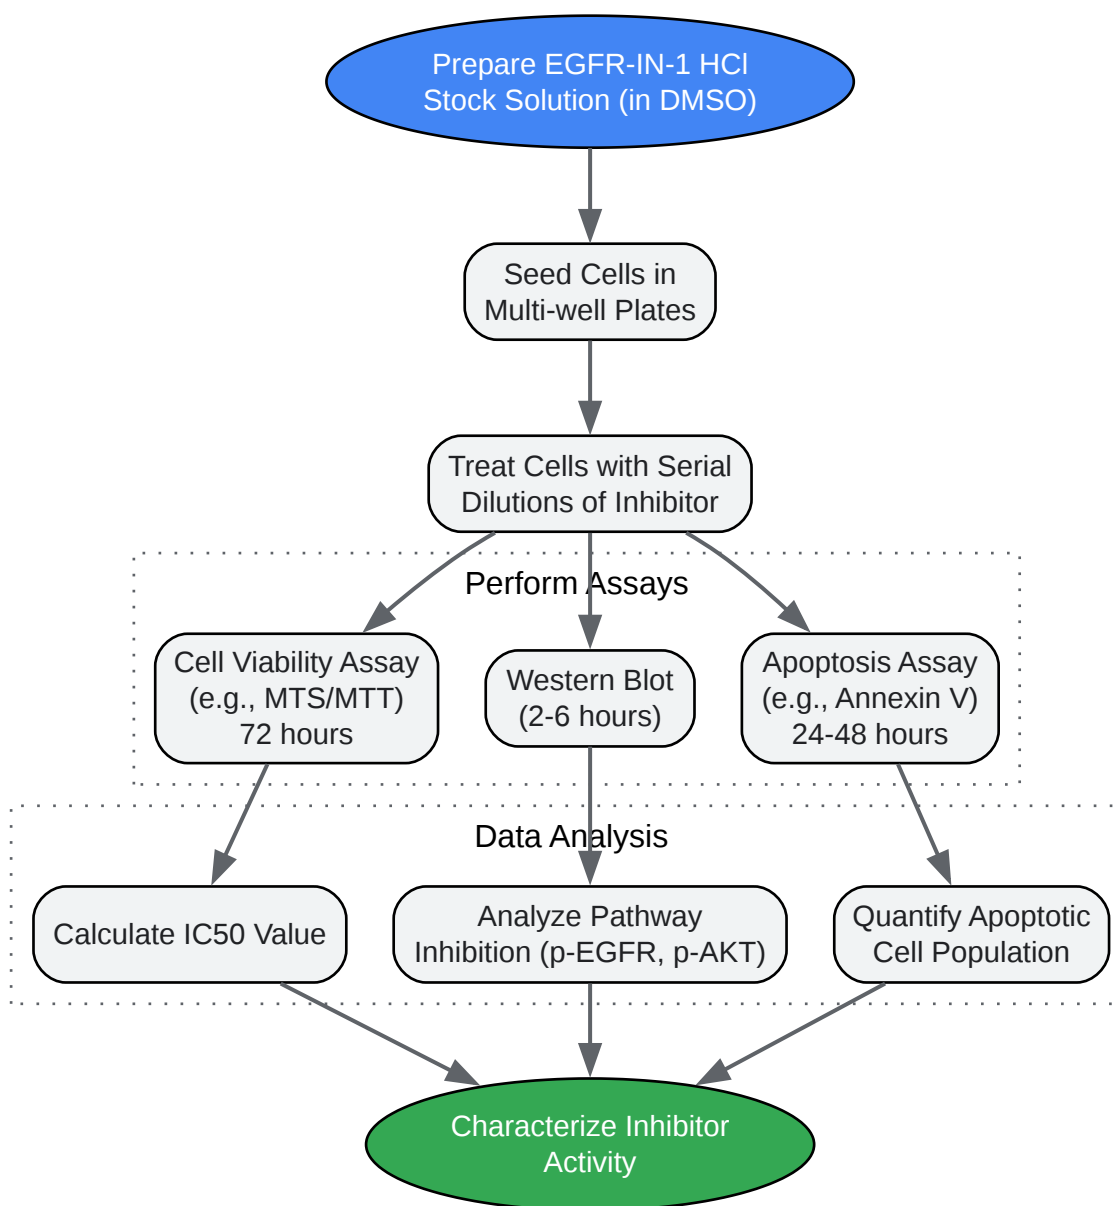 Prepare EGFR-IN-1 HCl
Stock Solution (in DMSO)
Seed Cells in
Multi-well Plates
Treat Cells with Serial
Dilutions of Inhibitor
Perform Assays
Cell Viability Assay
(e.g., MTS/MTT)
72 hours
Western Blot
(2-6 hours)
Apoptosis Assay
(e.g., Annexin V)
24-48 hours
Data Analysis
Calculate IC50 Value
Analyze Pathway
Inhibition (p-EGFR, p-AKT)
Quantify Apoptotic
Cell Population
Characterize Inhibitor
Activity